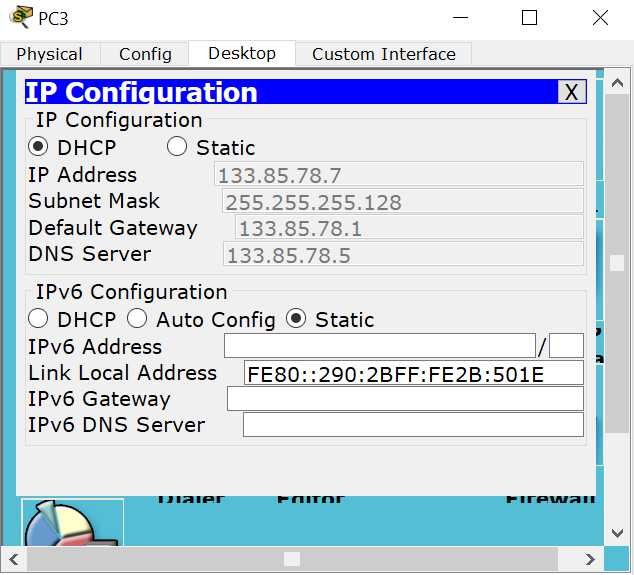 PC3
Physical Config Desktop Custom Interface
IP Configuration X
IP Configuration
DHCP Static
IP Address 133.85.78.7
Subnet Mask 255.255.255.128
Default Gateway 133.85.78.1
DNS Server 133.85.78.5
IPv6 Configuration
DHCP Auto Config Static
IPv6 Address /
Link Local Address FE80::290:2BFF:FE2B:501E
IPv6 Gateway
IPv6 DNS Server
Dialer Editor Firewall